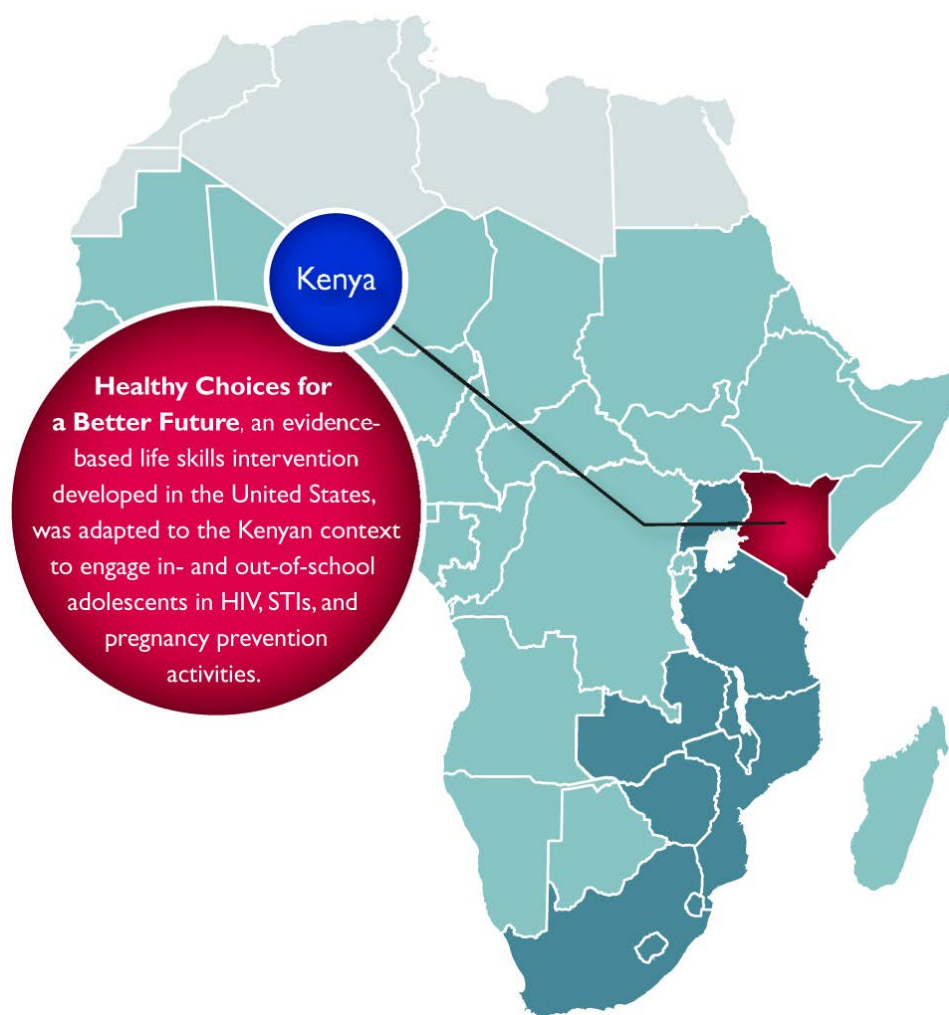 Kenya
Healthy Choices for
a Better Future, an evidence-
based life skills intervention
developed in the United States,
was adapted to the Kenyan context
to engage in- and out-of-school
adolescents in HIV, STIs, and
pregnancy prevention
activities.